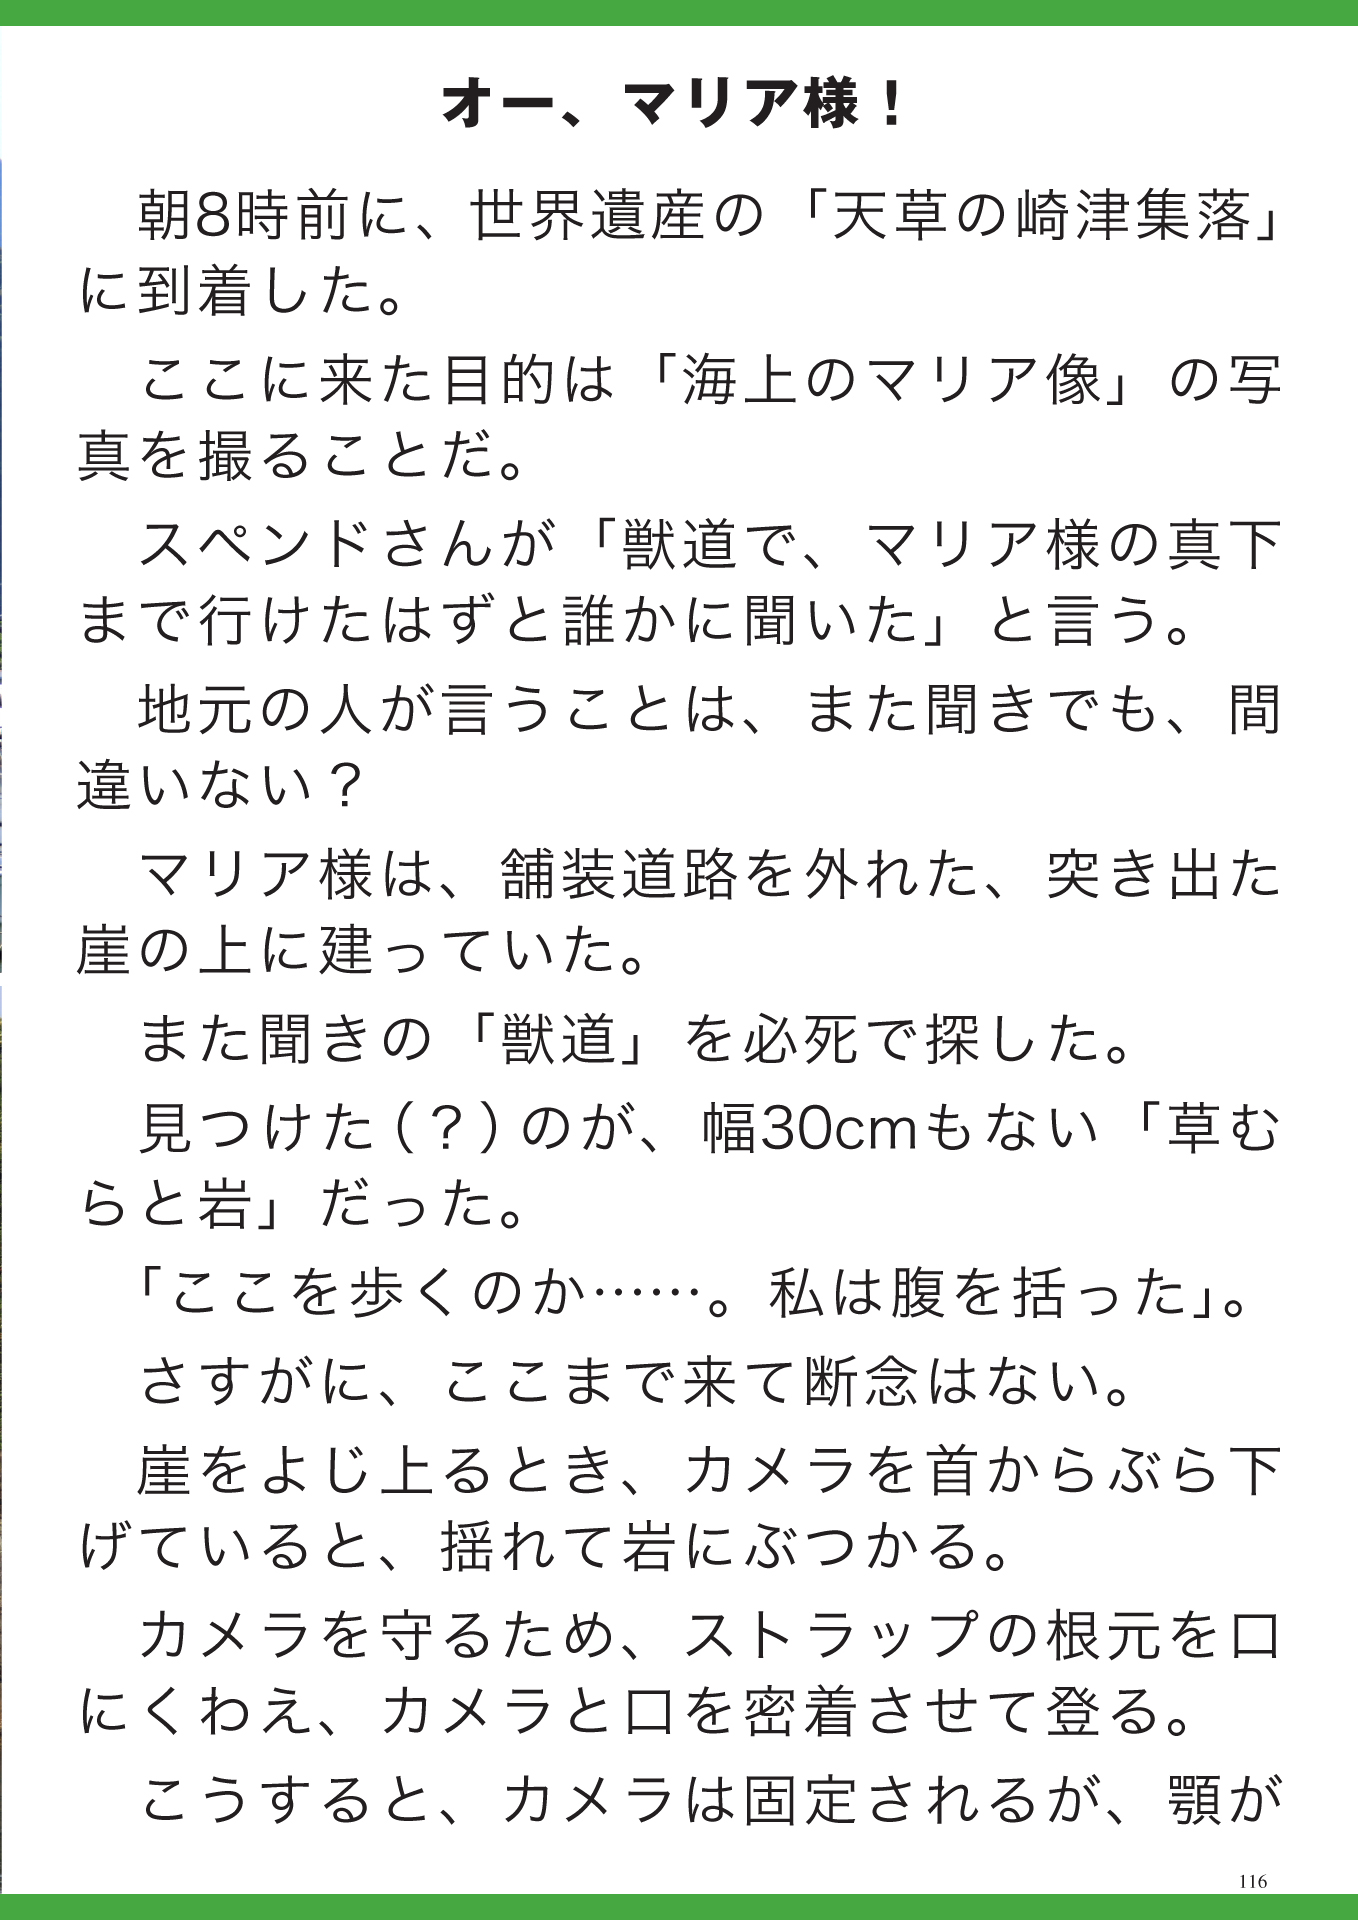 オー、マリア様！
　朝8時前に、世界遺産の「天草の崎津集落」
に到着した。
　ここに来た目的は「海上のマリア像」の写
真を撮ることだ。
　スペンドさんが「獣道で、マリア様の真下
まで行けたはずと誰かに聞いた」と言う。
　地元の人が言うことは、また聞きでも、間
違いない？
　マリア様は、舗装道路を外れた、突き出た
崖の上に建っていた。
　また聞きの「獣道」を必死で探した。
　見つけた（？）のが、幅30cmもない「草む
らと岩」だった。
　「ここを歩くのか……。私は腹を括った」。
　さすがに、ここまで来て断念はない。
　崖をよじ上るとき、カメラを首からぶら下
げていると、揺れて岩にぶつかる。
　カメラを守るため、ストラップの根元を口
にくわえ、カメラと口を密着させて登る。
　こうすると、カメラは固定されるが、顎が
116